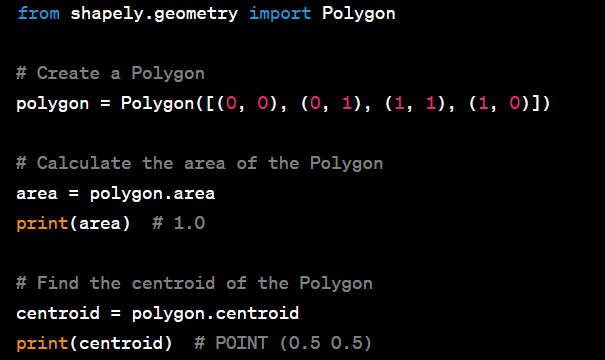 from shapely.geometry import Polygon
# Create a Polygon
polygon = Polygon([(0, 0), (0, 1), (1, 1), (1, 0)])
# Calculate the area of the Polygon
area = polygon.area
print(area)  # 1.0
# Find the centroid of the Polygon
centroid = polygon.centroid
print(centroid)  # POINT (0.5 0.5)